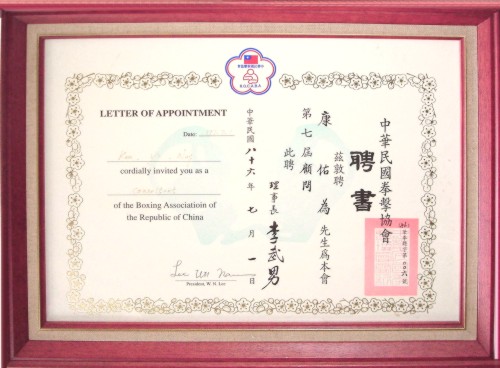 LETTER OF APPOINTMENT
Date:
cordially invited you as a
of the Boxing Associatioin of
the Republic of China
President, W. N. Lee
中華民國拳擊協會
聘書
茲敦聘
康佑為先生為本會
第七屆顧問
此聘
理事長李武男
中華民國八十六年七月一日